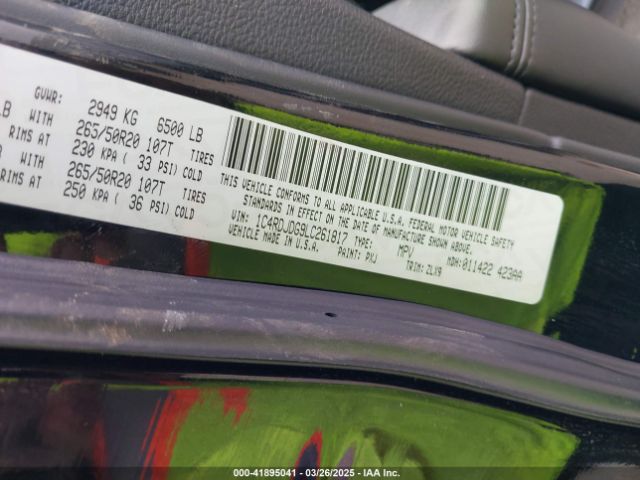 GVWR: 2949 KG 6500 LB
LB WITH 265/50R20 107T TIRES
RIMS AT 230 KPA ( 33 PSI) COLD
WITH 265/50R20 107T TIRES
RIMS AT 250 KPA ( 36 PSI) COLD
THIS VEHICLE CONFORMS TO ALL APPLICABLE U.S.A. FEDERAL MOTOR VEHICLE SAFETY
STANDARDS IN EFFECT ON THE DATE OF MANUFACTURE SHOWN ABOVE.
VIN: 1C4RDJDG9LC261817 TYPE: MPV MDH: 011422 423AA
VEHICLE MADE IN U.S.A. PAINT: PXJ TRIM: ZLX9
000-41895041 | 03/26/2025 — IAA Inc.